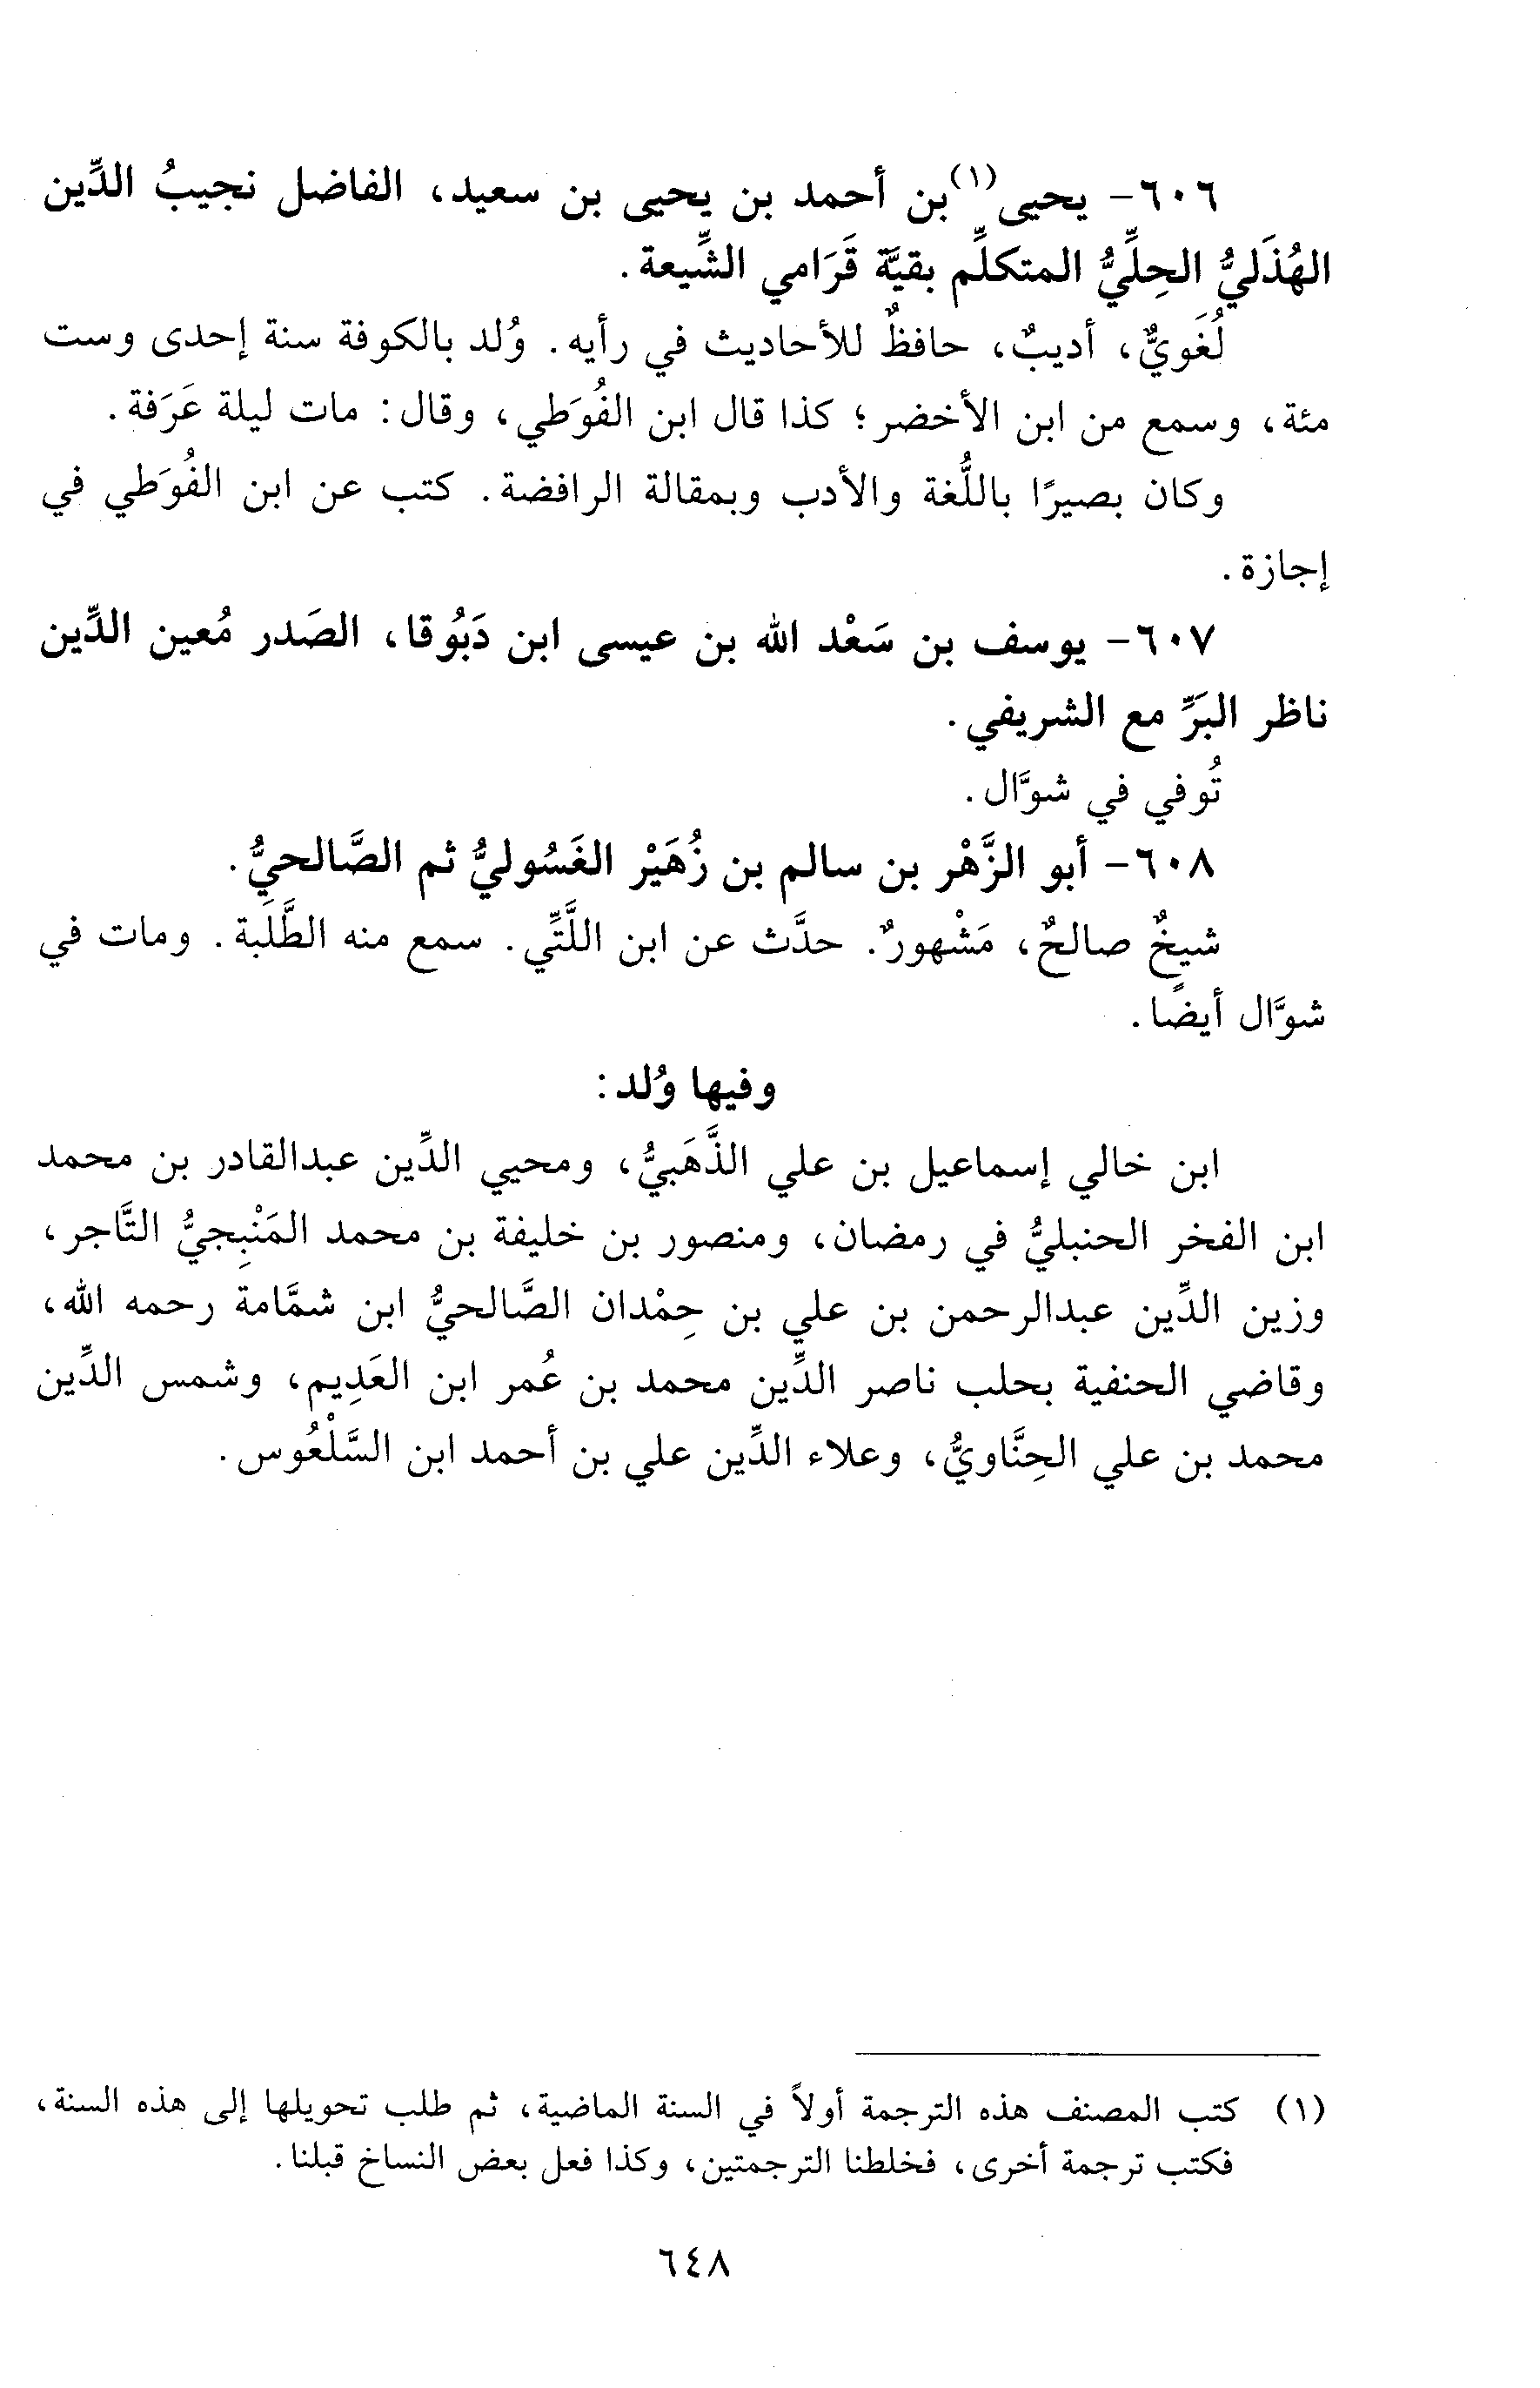 ٦٠٦- يحيى(١) بن أحمد بن يحيى بن سعيد، الفاضل نجيبُ الدِّين
الهُذَليُّ الحِلِّيُّ المتكلِّم بقيَّة قَرَامي الشِّيعة.
لُغَويٌّ، أديبٌ، حافظٌ للأحاديث في رأيه. وُلد بالكوفة سنة إحدى وست
مئة، وسمع من ابن الأخضر؛ كذا قال ابن الفُوَطي، وقال: مات ليلة عَرَفة.
وكان بصيرًا باللُّغة والأدب وبمقالة الرافضة. كتب عن ابن الفُوَطي في
إجازة.
٦٠٧- يوسف بن سَعْد الله بن عيسى ابن دَبُوقا، الصَدر مُعين الدِّين
ناظر البَرِّ مع الشريفي.
تُوفي في شوَّال.
٦٠٨- أبو الزَّهْر بن سالم بن زُهَيْر الغَسُوليُّ ثم الصَّالحيُّ.
شيخٌ صالحٌ، مَشْهورٌ. حدَّث عن ابن اللَّتِّي. سمع منه الطَّلَبة. ومات في
شوَّال أيضًا.
وفيها وُلد:
ابن خالي إسماعيل بن علي الذَّهَبيُّ، ومحيي الدِّين عبدالقادر بن محمد
ابن الفخر الحنبليُّ في رمضان، ومنصور بن خليفة بن محمد المَنْبِجيُّ التَّاجر،
وزين الدِّين عبدالرحمن بن علي بن حِمْدان الصَّالحيُّ ابن شمَّامة رحمه الله،
وقاضي الحنفية بحلب ناصر الدِّين محمد بن عُمر ابن العَدِيم، وشمس الدِّين
محمد بن علي الحِنَّاويُّ، وعلاء الدِّين علي بن أحمد ابن السَّلْعُوس.
(١) كتب المصنف هذه الترجمة أولاً في السنة الماضية، ثم طلب تحويلها إلى هذه السنة،
فكتب ترجمة أخرى، فخلطنا الترجمتين، وكذا فعل بعض النساخ قبلنا.
٦٤٨